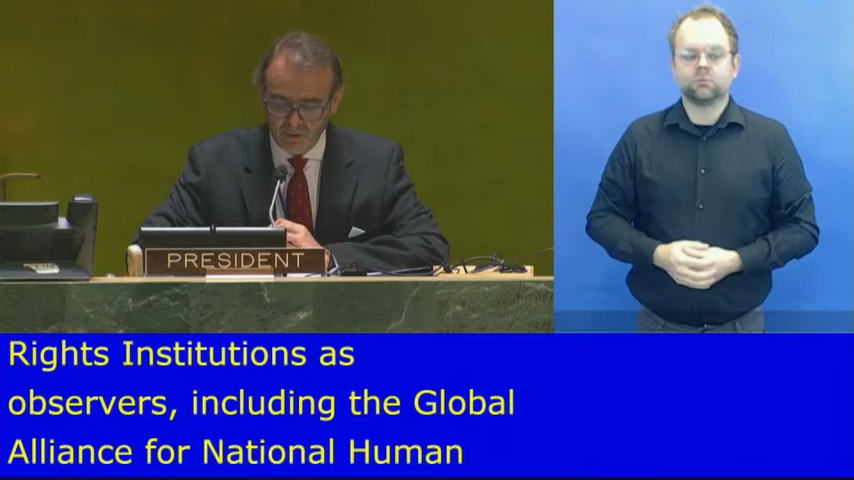 PRESIDENT
Rights Institutions as
observers, including the Global
Alliance for National Human